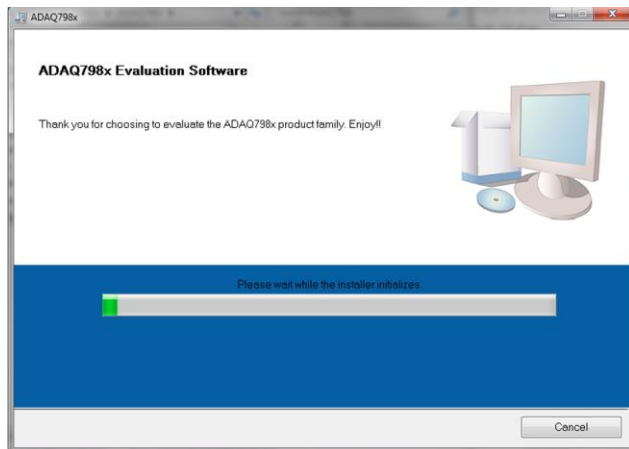 ADAQ798x
ADAQ798x Evaluation Software
Thank you for choosing to evaluate the ADAQ798x product family. Enjoy!!
Please wait while the installer initializes.
Cancel